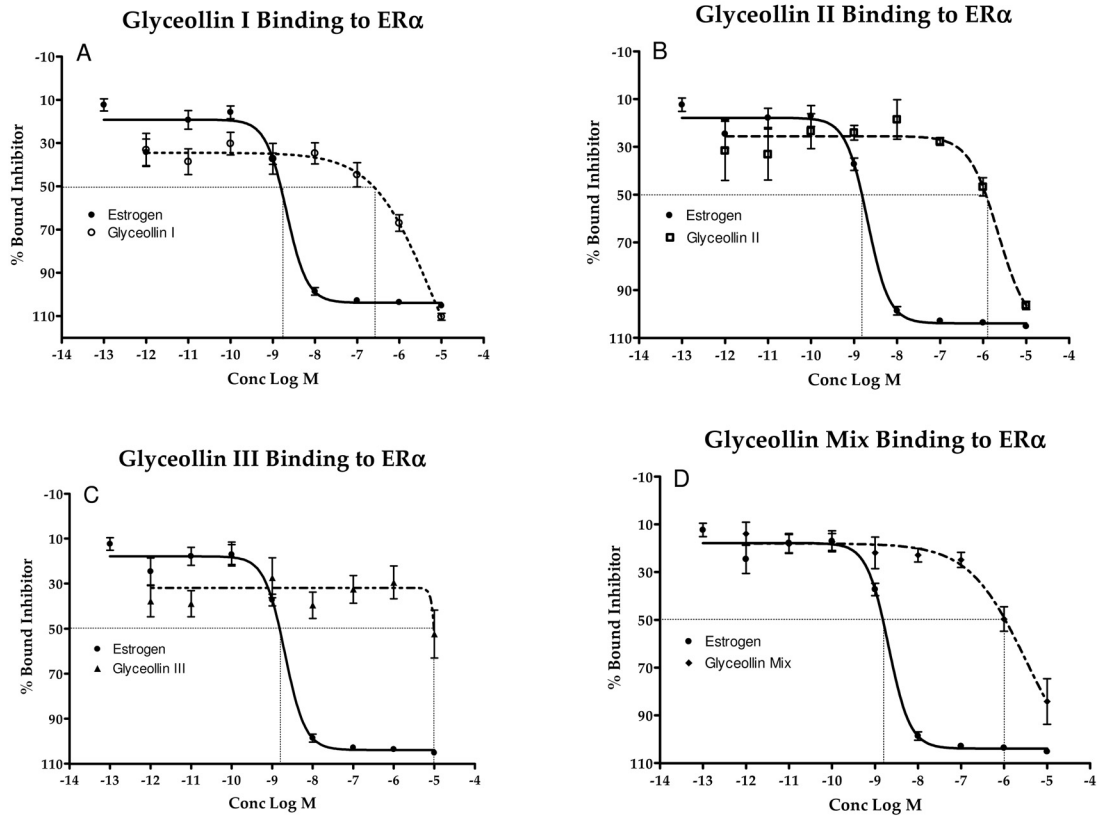 Glyceollin I Binding to ERα
A
-10
10
30
50
70
90
110
% Bound Inhibitor
Estrogen
Glyceollin I
-14 -13 -12 -11 -10 -9 -8 -7 -6 -5 -4
Conc Log M
Glyceollin II Binding to ERα
B
-10
10
30
50
70
90
110
% Bound Inhibitor
Estrogen
Glyceollin II
-14 -13 -12 -11 -10 -9 -8 -7 -6 -5 -4
Conc Log M
Glyceollin III Binding to ERα
C
-10
10
30
50
70
90
110
% Bound Inhibitor
Estrogen
Glyceollin III
-14 -13 -12 -11 -10 -9 -8 -7 -6 -5 -4
Conc Log M
Glyceollin Mix Binding to ERα
D
-10
10
30
50
70
90
110
% Bound Inhibitor
Estrogen
Glyceollin Mix
-14 -13 -12 -11 -10 -9 -8 -7 -6 -5 -4
Conc Log M